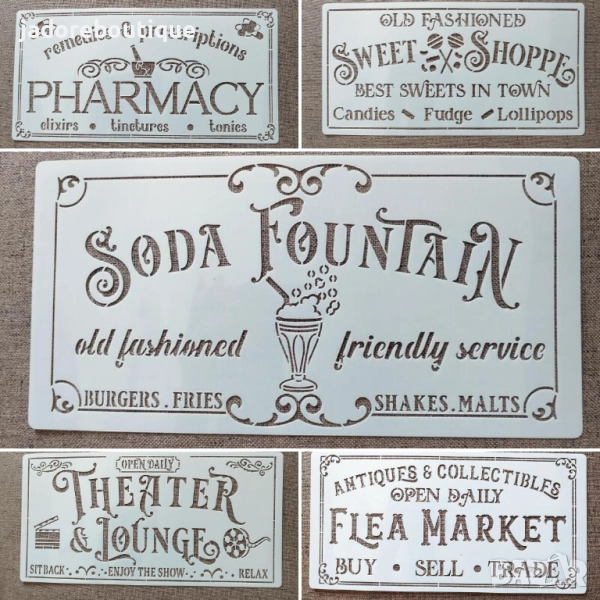 jadoreboutique
remedies & prescriptions
PHARMACY
elixirs • tinctures • tonics
OLD FASHIONED
SWEET SHOPPE
BEST SWEETS IN TOWN
Candies Fudge Lollipops
SODA FOUNTAIN
old fashioned friendly service
BURGERS.FRIES SHAKES.MALTS
OPEN DAILY
THEATER
& LOUNGE
SIT BACK • ENJOY THE SHOW • RELAX
ANTIQUES & COLLECTIBLES
OPEN DAILY
FLEA MARKET
BUY • SELL • TRADE
BAZAR